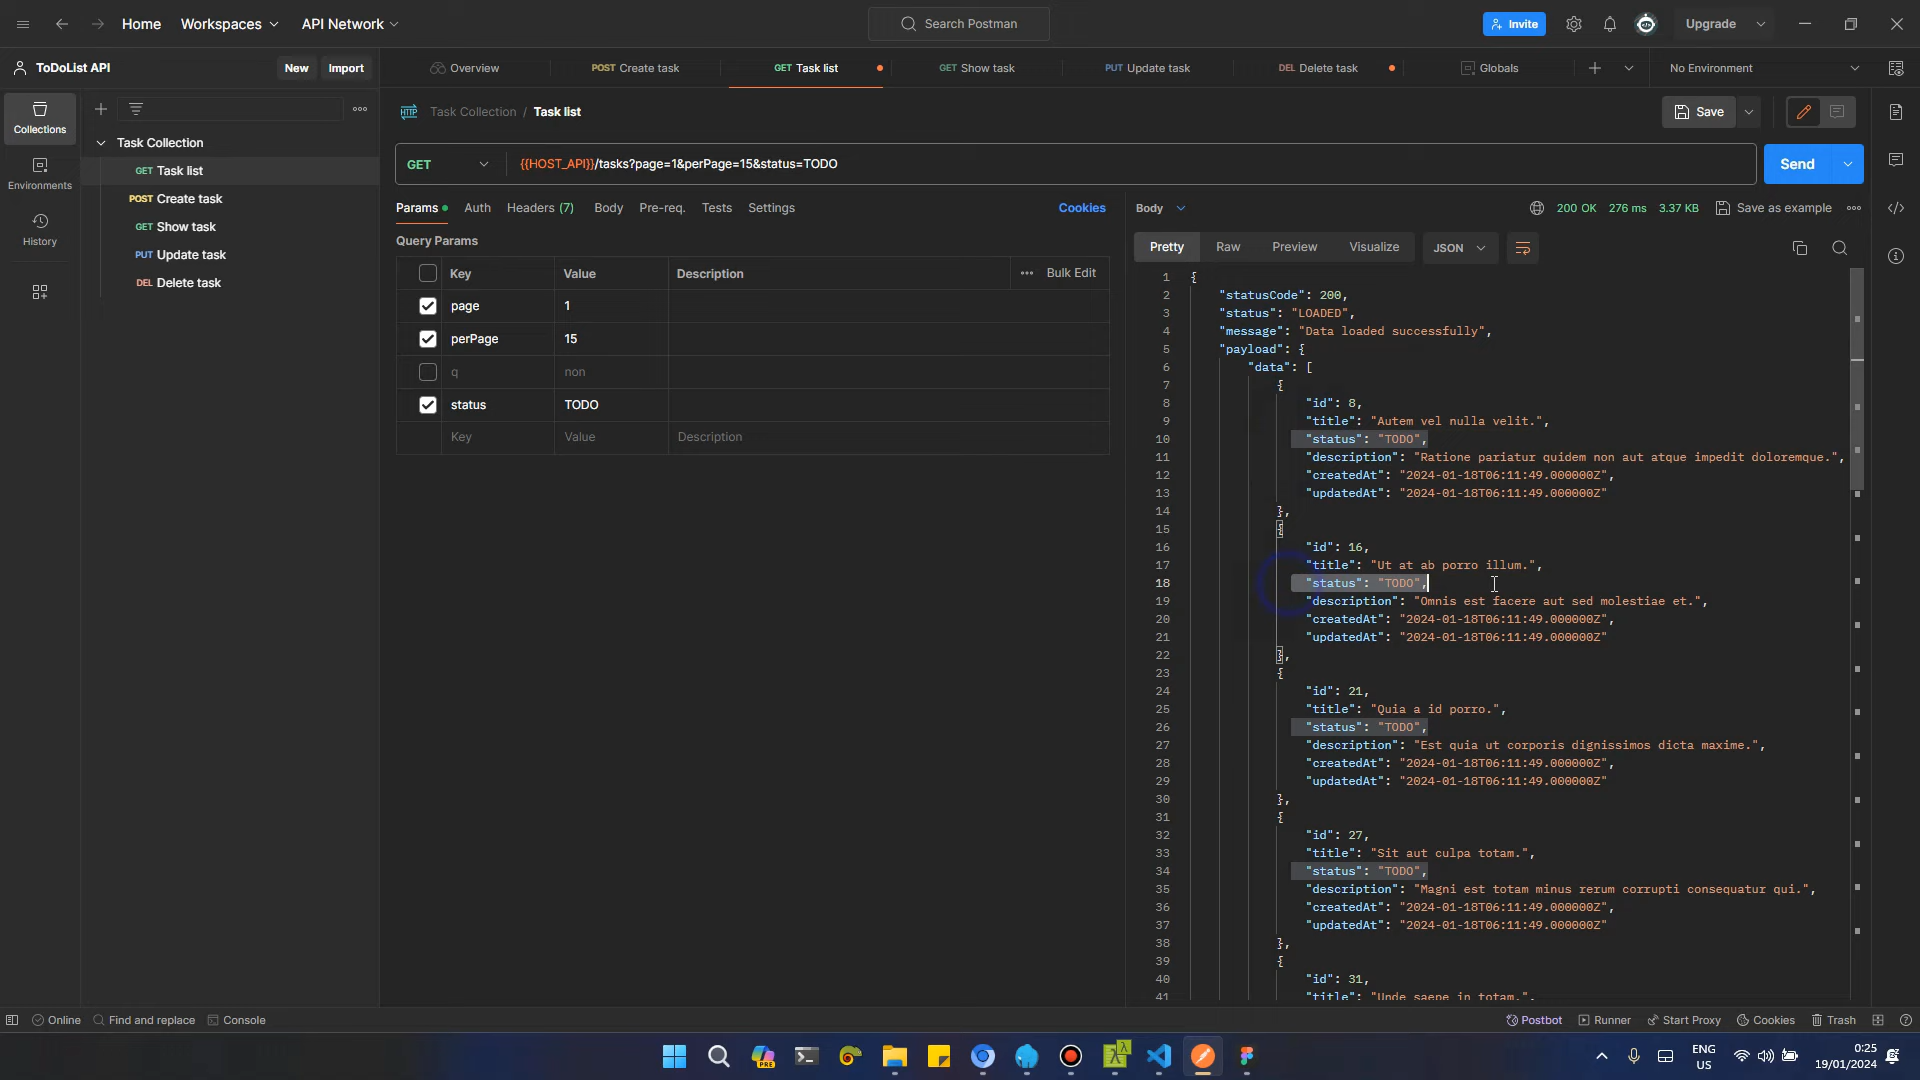 Home
Workspaces
API Network
Search Postman
Invite
Upgrade
ToDoList API
New
Import
Overview
POST Create task
GET Task list
GET Show task
PUT Update task
DEL Delete task
Globals
No Environment
Collections
Environments
History
Task Collection
GET Task list
POST Create task
GET Show task
PUT Update task
DEL Delete task
Task Collection / Task list
Save
GET
{{HOST_API}}/tasks?page=1&perPage=15&status=TODO
Send
Params
Auth
Headers (7)
Body
Pre-req.
Tests
Settings
Cookies
Query Params
Key Value Description
Bulk Edit
page 1
perPage 15
q non
status TODO
Key Value Description
Body
200 OK 276 ms 3.37 KB
Save as example
Pretty
Raw
Preview
Visualize
JSON
1 {
2 "statusCode": 200,
3 "status": "LOADED",
4 "message": "Data loaded successfully",
5 "payload": {
6 "data": [
7 {
8 "id": 8,
9 "title": "Autem vel nulla velit.",
10 "status": "TODO",
11 "description": "Ratione pariatur quidem non aut atque impedit doloremque.",
12 "createdAt": "2024-01-18T06:11:49.000000Z",
13 "updatedAt": "2024-01-18T06:11:49.000000Z"
14 },
15 {
16 "id": 16,
17 "title": "Ut at ab porro illum.",
18 "status": "TODO",
19 "description": "Omnis est facere aut sed molestiae et.",
20 "createdAt": "2024-01-18T06:11:49.000000Z",
21 "updatedAt": "2024-01-18T06:11:49.000000Z"
22 },
23 {
24 "id": 21,
25 "title": "Quia a id porro.",
26 "status": "TODO",
27 "description": "Est quia ut corporis dignissimos dicta maxime.",
28 "createdAt": "2024-01-18T06:11:49.000000Z",
29 "updatedAt": "2024-01-18T06:11:49.000000Z"
30 },
31 {
32 "id": 27,
33 "title": "Sit aut culpa totam.",
34 "status": "TODO",
35 "description": "Magni est totam minus rerum corrupti consequatur qui.",
36 "createdAt": "2024-01-18T06:11:49.000000Z",
37 "updatedAt": "2024-01-18T06:11:49.000000Z"
38 },
39 {
40 "id": 31,
41 "title": "Unde saepe in totam.",
Online
Find and replace
Console
Postbot
Runner
Start Proxy
Cookies
Trash
PRE
ENG
US
0:25
19/01/2024